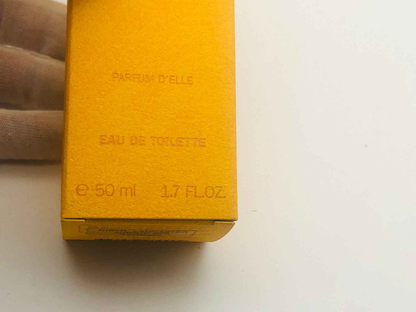 PARFUM D'ELLE
EAU DE TOILETTE
℮ 50 ml 1.7 FL.OZ.